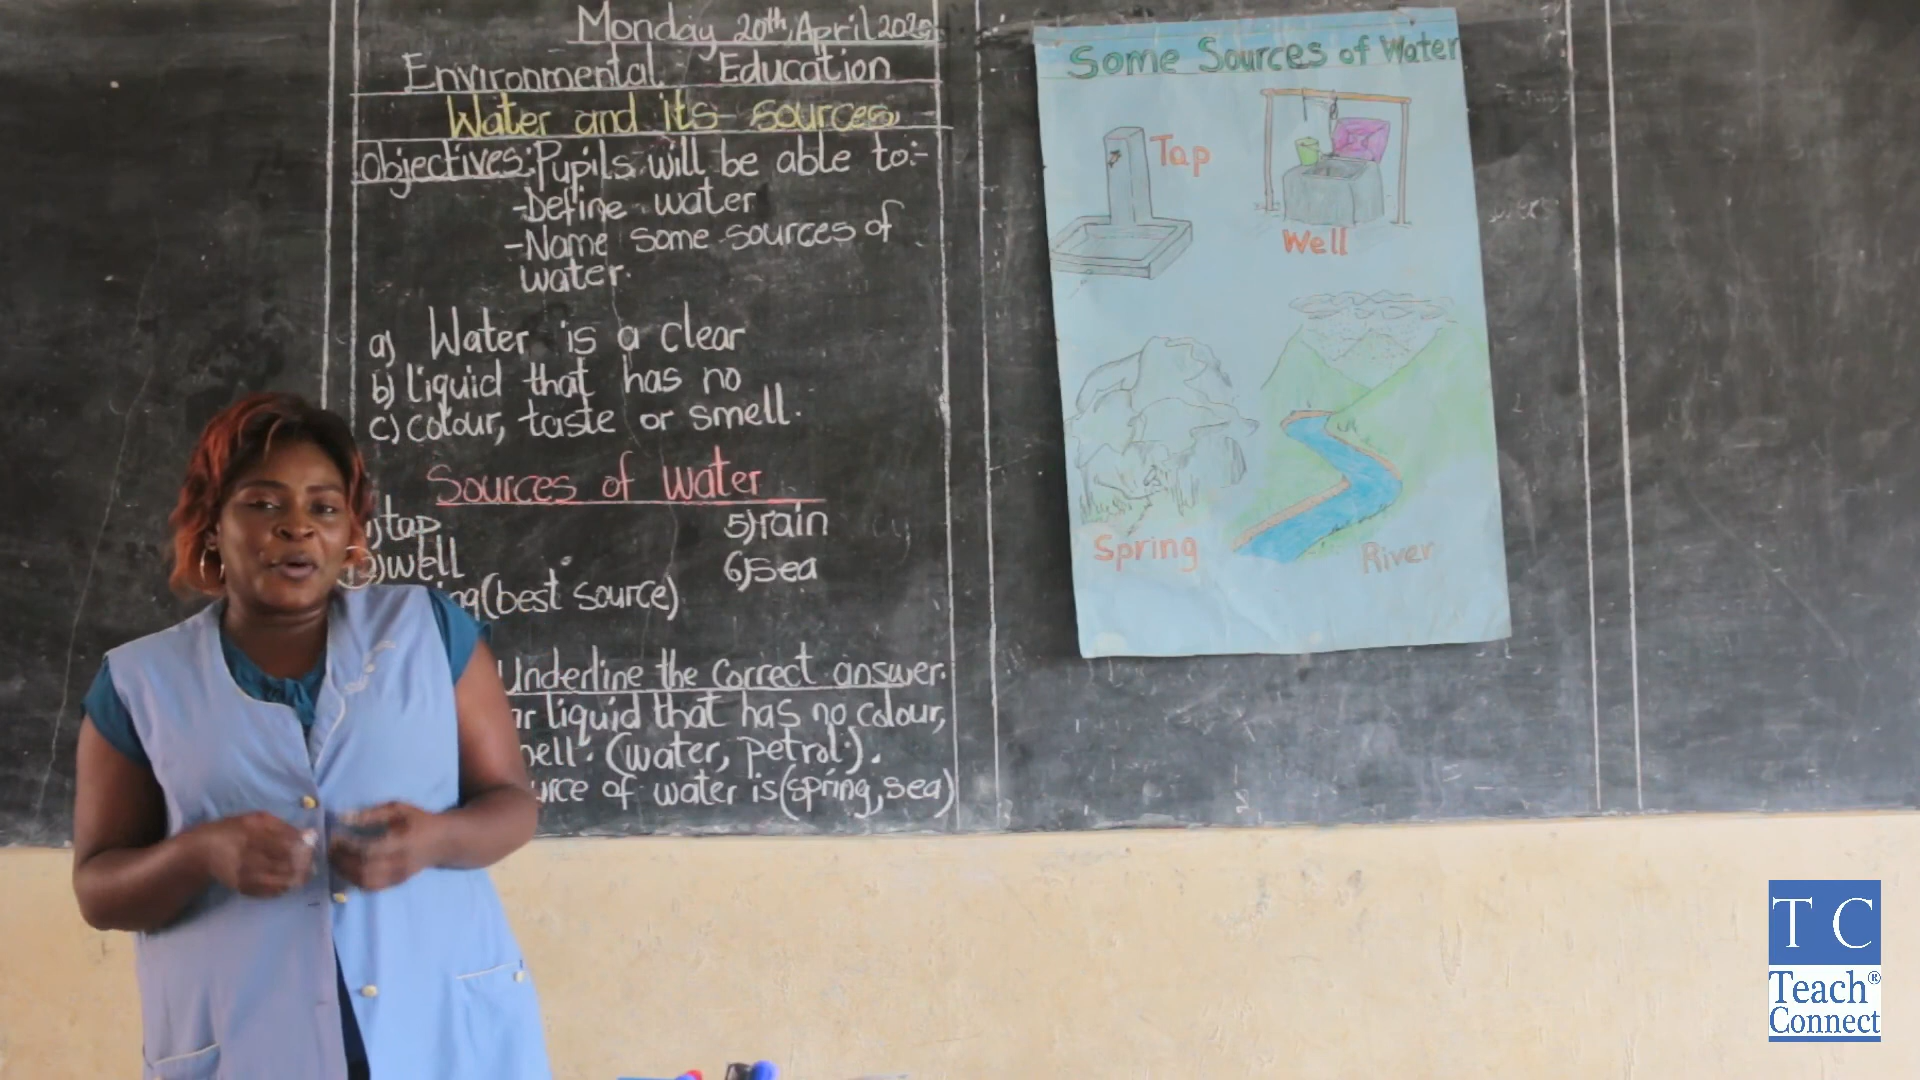 Monday 20th, April 2020
Environmental Education
Water and its sources
Objectives: Pupils will be able to:-
-Define water
-Name some sources of
water.
a) Water is a clear
b) liquid that has no
c) colour, taste or smell.
Sources of Water
1) tap
5) rain
2) well
6) sea
(best source)
Underline the correct answer.
liquid that has no colour,
(water, petrol).
of water is (spring, sea)
Some Sources of Water
Tap
Well
Spring
River
T C
Teach®
Connect